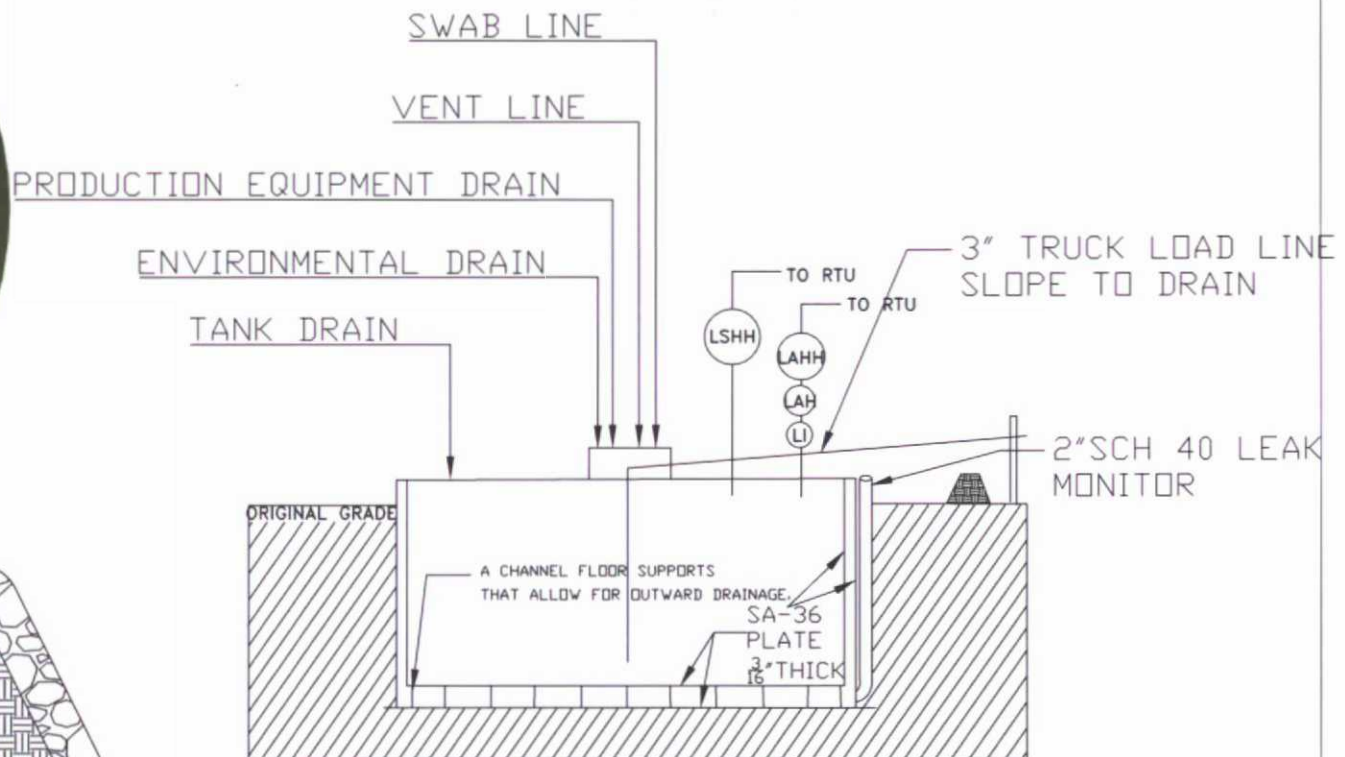 SWAB LINE
VENT LINE
PRODUCTION EQUIPMENT DRAIN
ENVIRONMENTAL DRAIN
TANK DRAIN
TO RTU
TO RTU
3" TRUCK LOAD LINE
SLOPE TO DRAIN
LSHH
LAHH
LAH
LI
2"SCH 40 LEAK
MONITOR
ORIGINAL GRADE
A CHANNEL FLOOR SUPPORTS
THAT ALLOW FOR OUTWARD DRAINAGE.
SA-36
PLATE
3/16"THICK